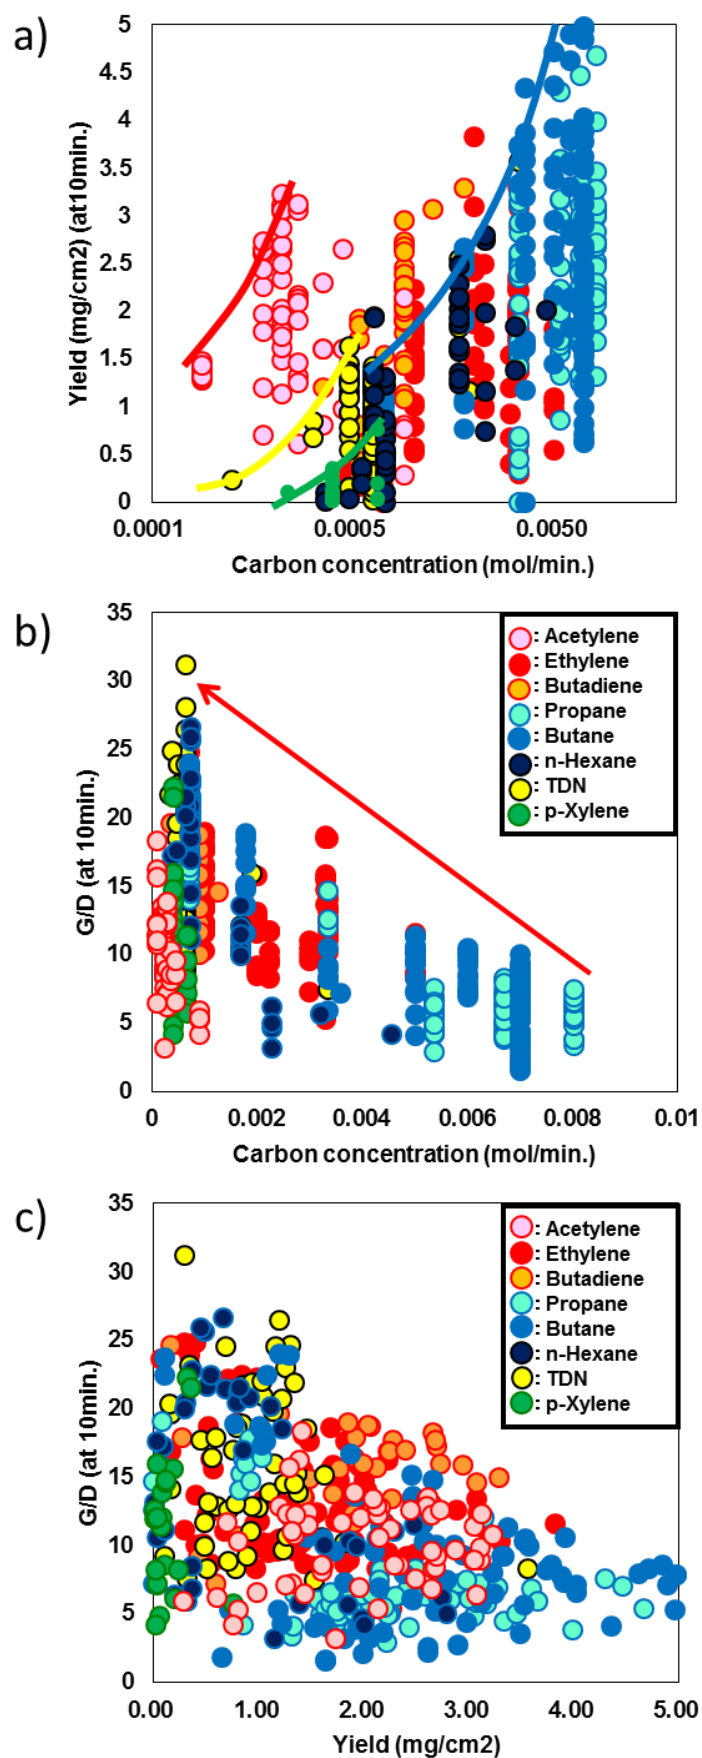 a)
Yield (mg/cm2) (at10min.)
5
4.5
4
3.5
3
2.5
2
1.5
1
0.5
0
0.0001
0.0005
0.0050
Carbon concentration (mol/min.)
b)
G/D (at 10min.)
35
30
25
20
15
10
5
0
: Acetylene
: Ethylene
: Butadiene
: Propane
: Butane
: n-Hexane
: TDN
: p-Xylene
0
0.002
0.004
0.006
0.008
0.01
Carbon concentration (mol/min.)
c)
G/D (at 10min.)
35
30
25
20
15
10
5
0
: Acetylene
: Ethylene
: Butadiene
: Propane
: Butane
: n-Hexane
: TDN
: p-Xylene
0.00
1.00
2.00
3.00
4.00
5.00
Yield (mg/cm2)